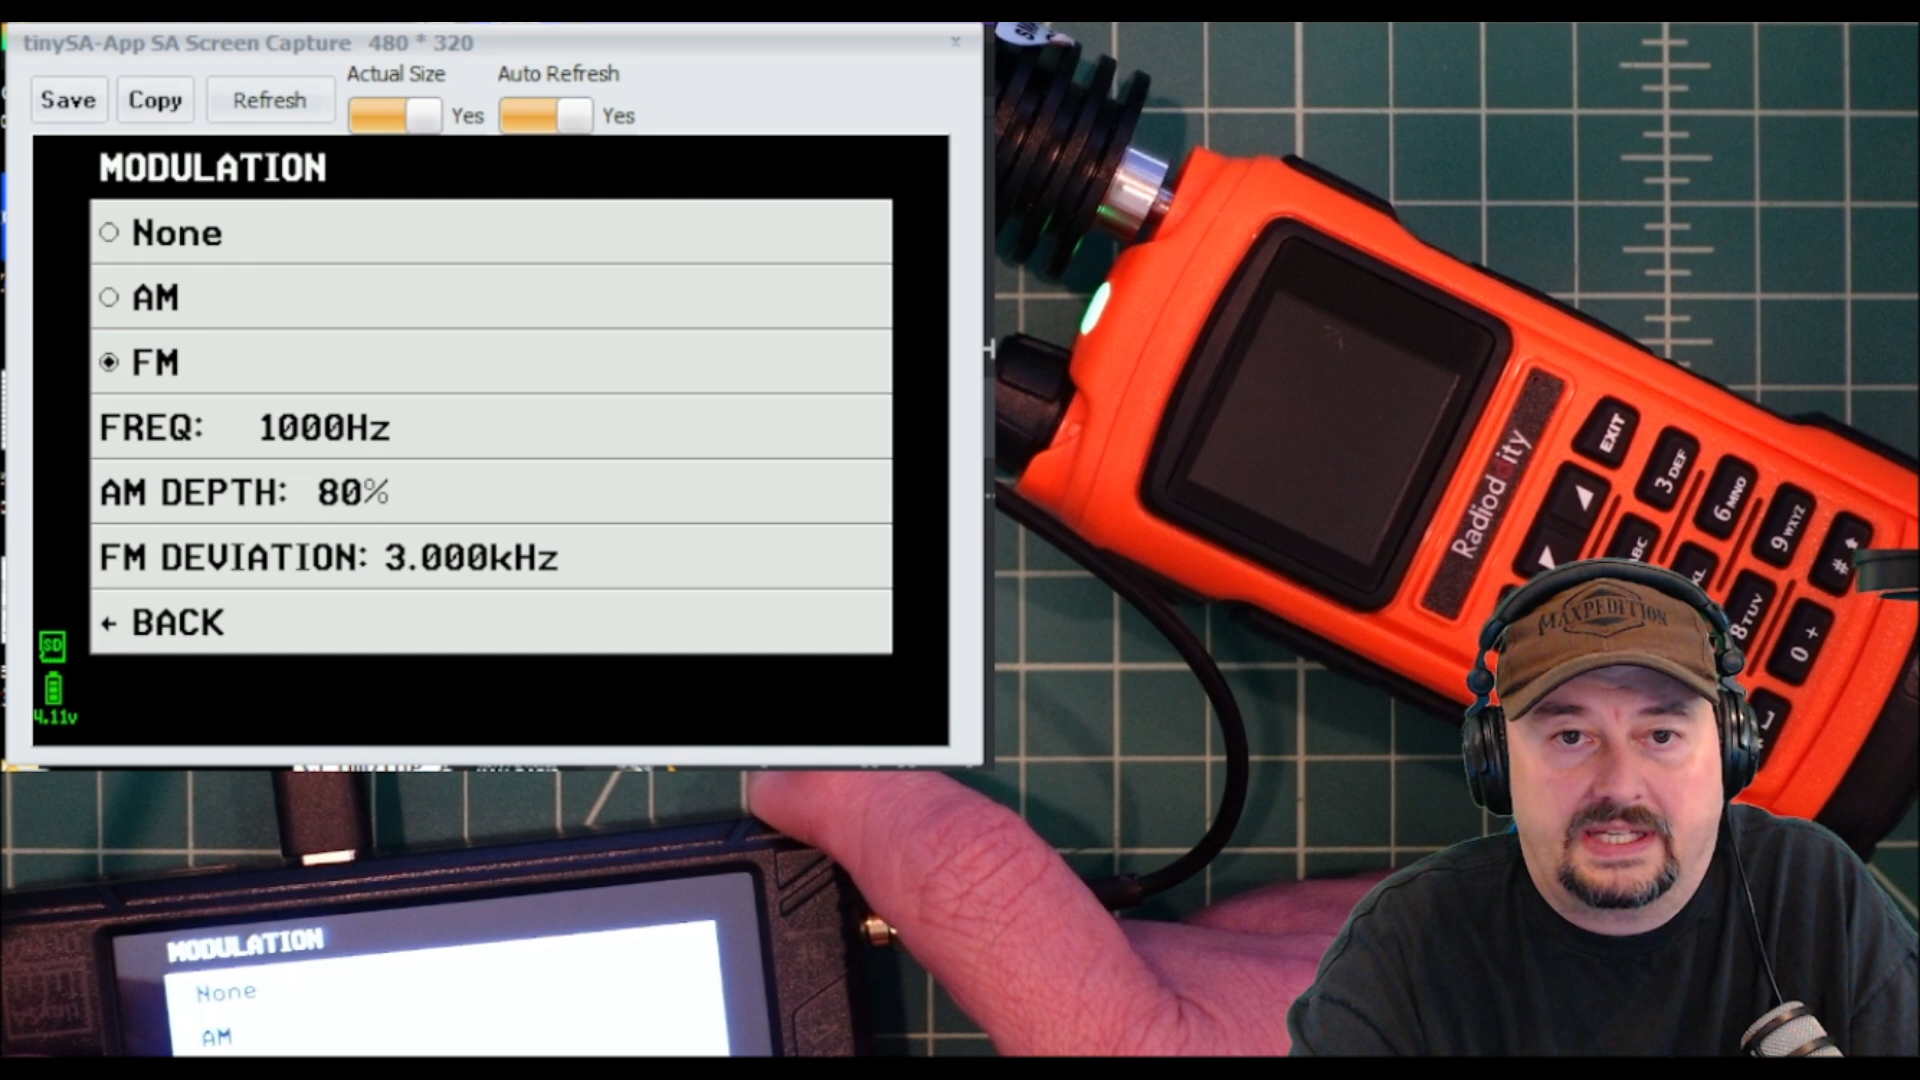 tinySA-App SA Screen Capture 480 * 320
Actual Size
Auto Refresh
Save
Copy
Refresh
Yes
Yes
MODULATION
None
AM
FM
FREQ: 1000Hz
AM DEPTH: 80%
FM DEVIATION: 3.000kHz
← BACK
SD
4.11v
Radioddity
EXIT
3 DEF
6 MNO
9 WXYZ
#
8 TUV
0 +
MAXPEDITION
MODULATION
None
AM